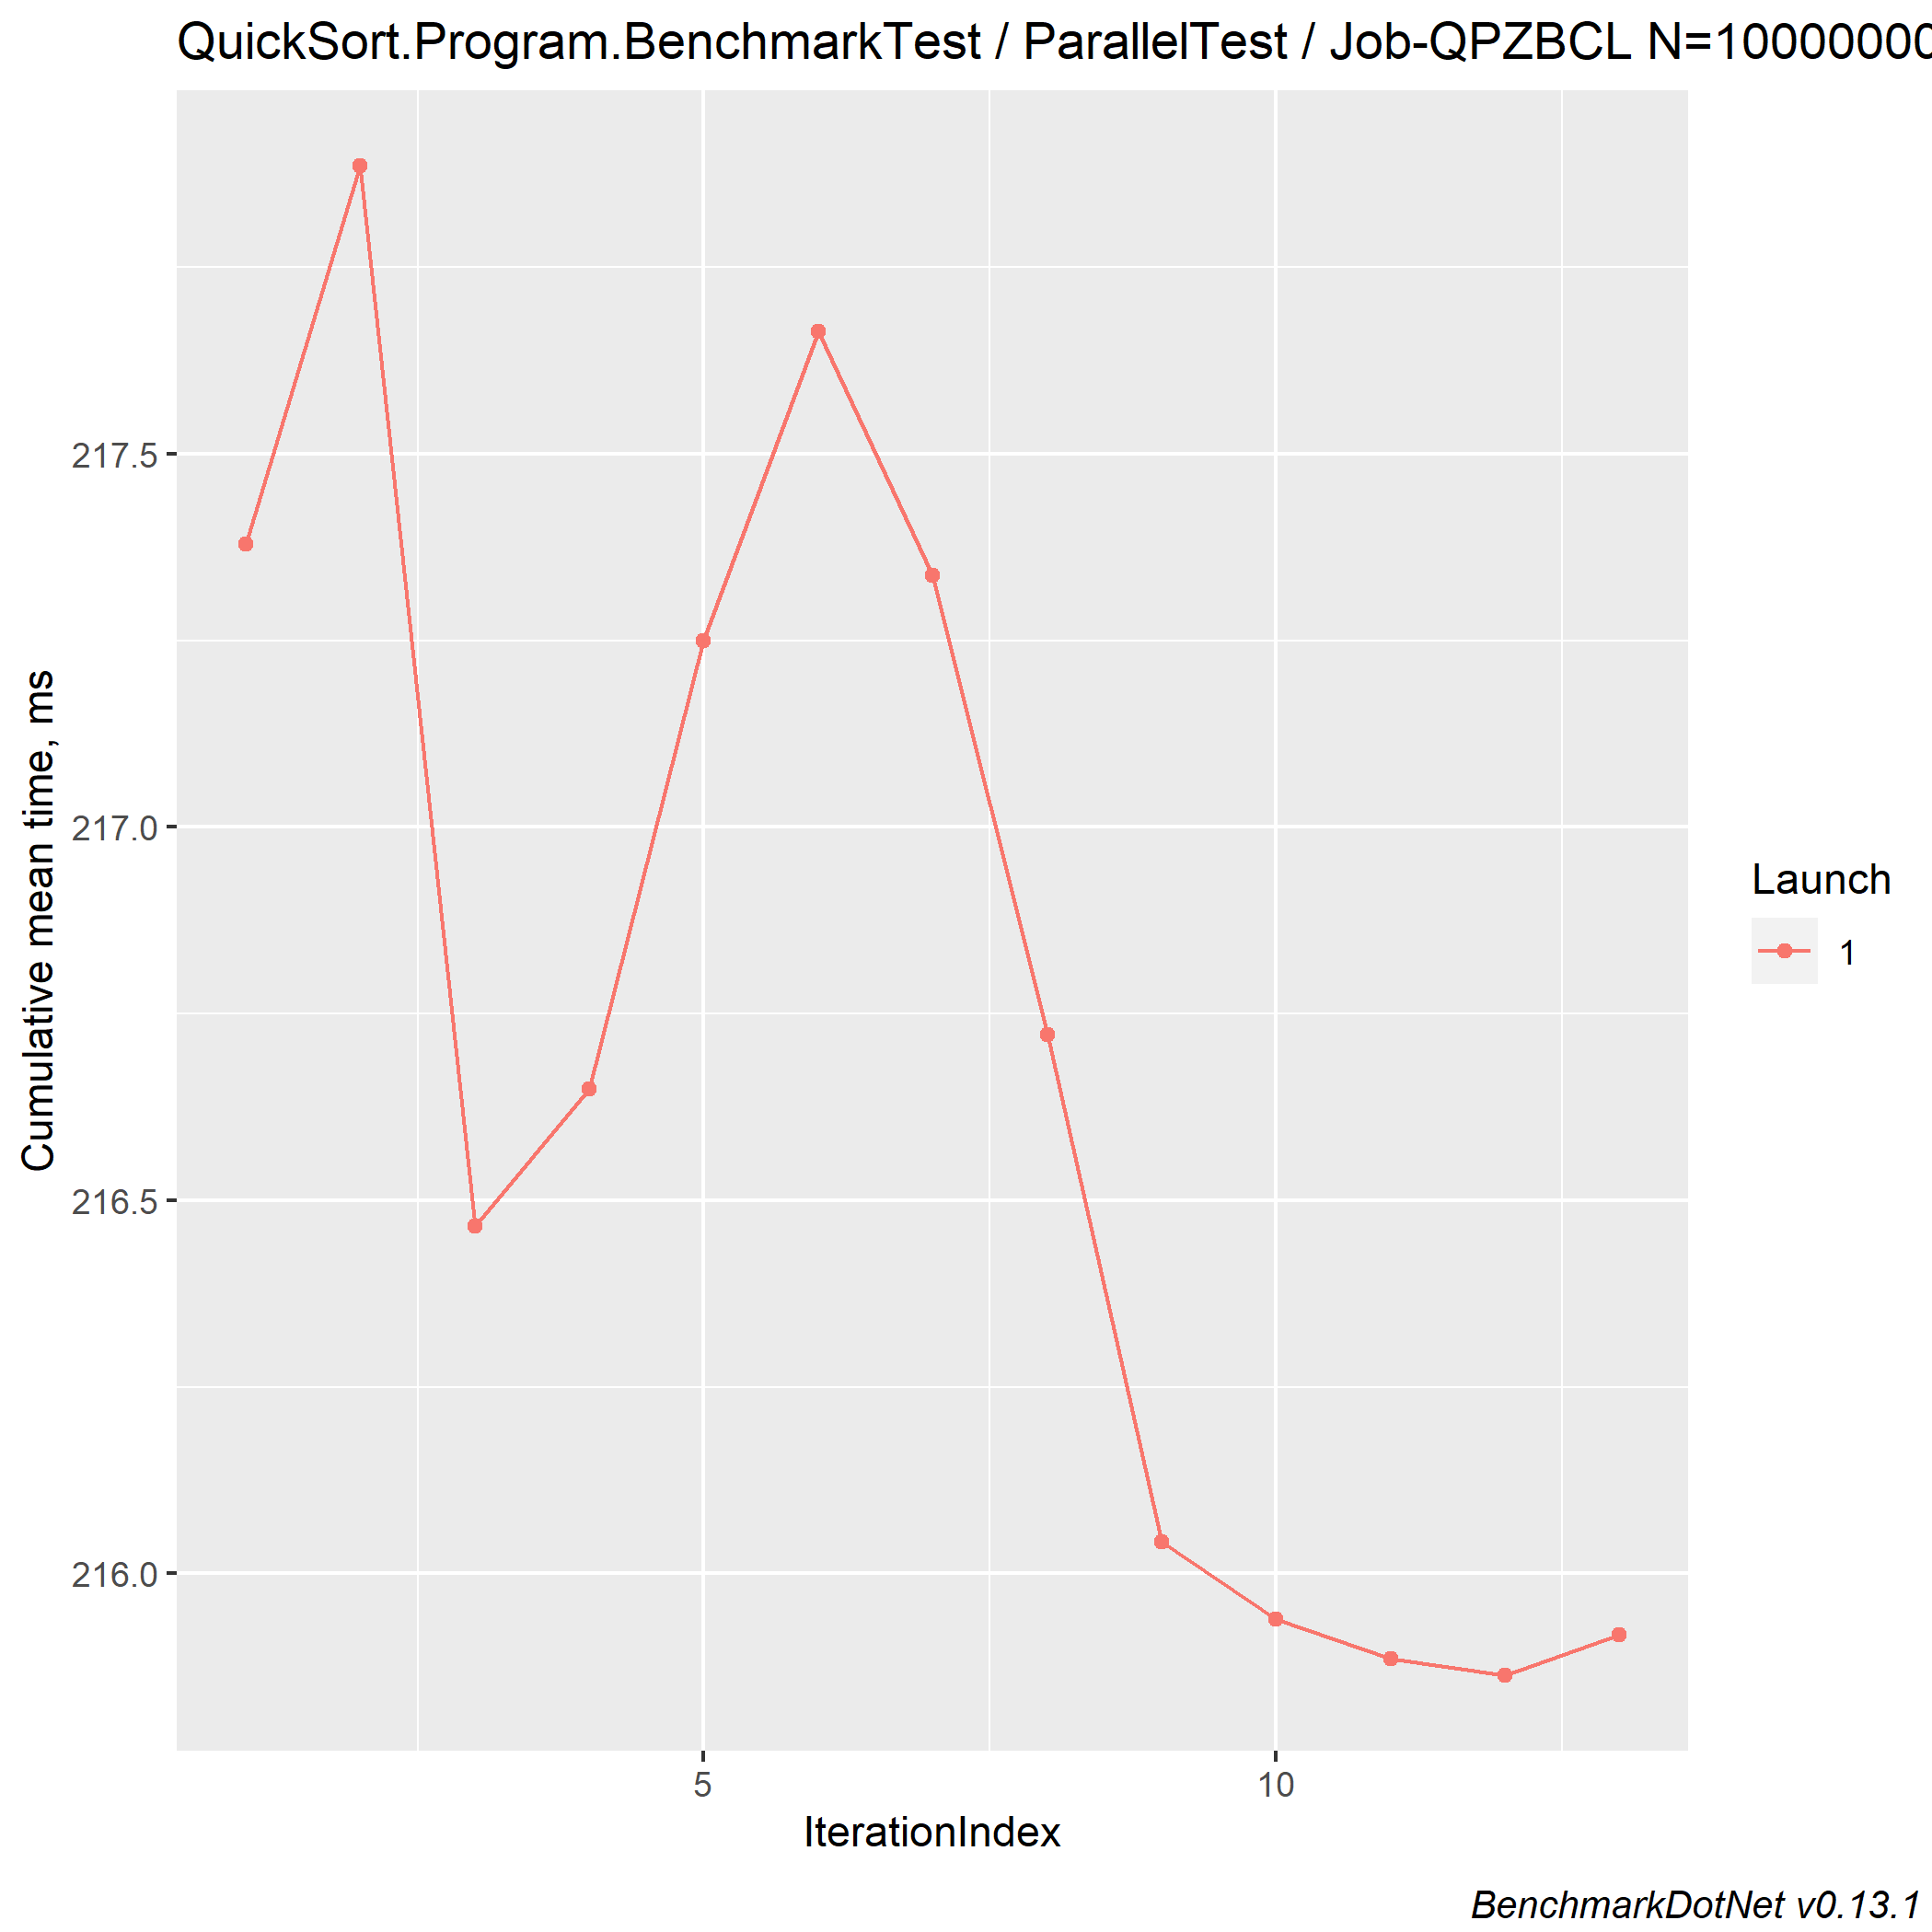 QuickSort.Program.BenchmarkTest / ParallelTest / Job-QPZBCL N=10000000
Cumulative mean time, ms
217.5
217.0
216.5
216.0
5
10
IterationIndex
Launch
1
BenchmarkDotNet v0.13.1